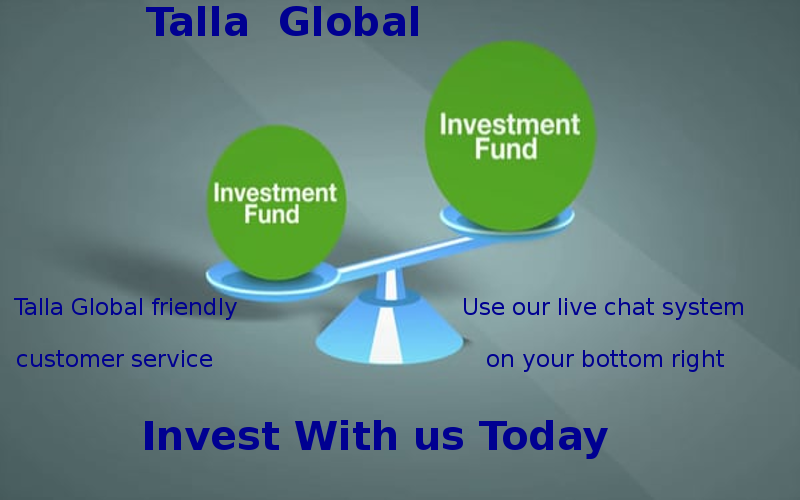 Talla Global
Investment
Fund
Investment
Fund
Talla Global friendly
customer service
Use our live chat system
on your bottom right
Invest With us Today